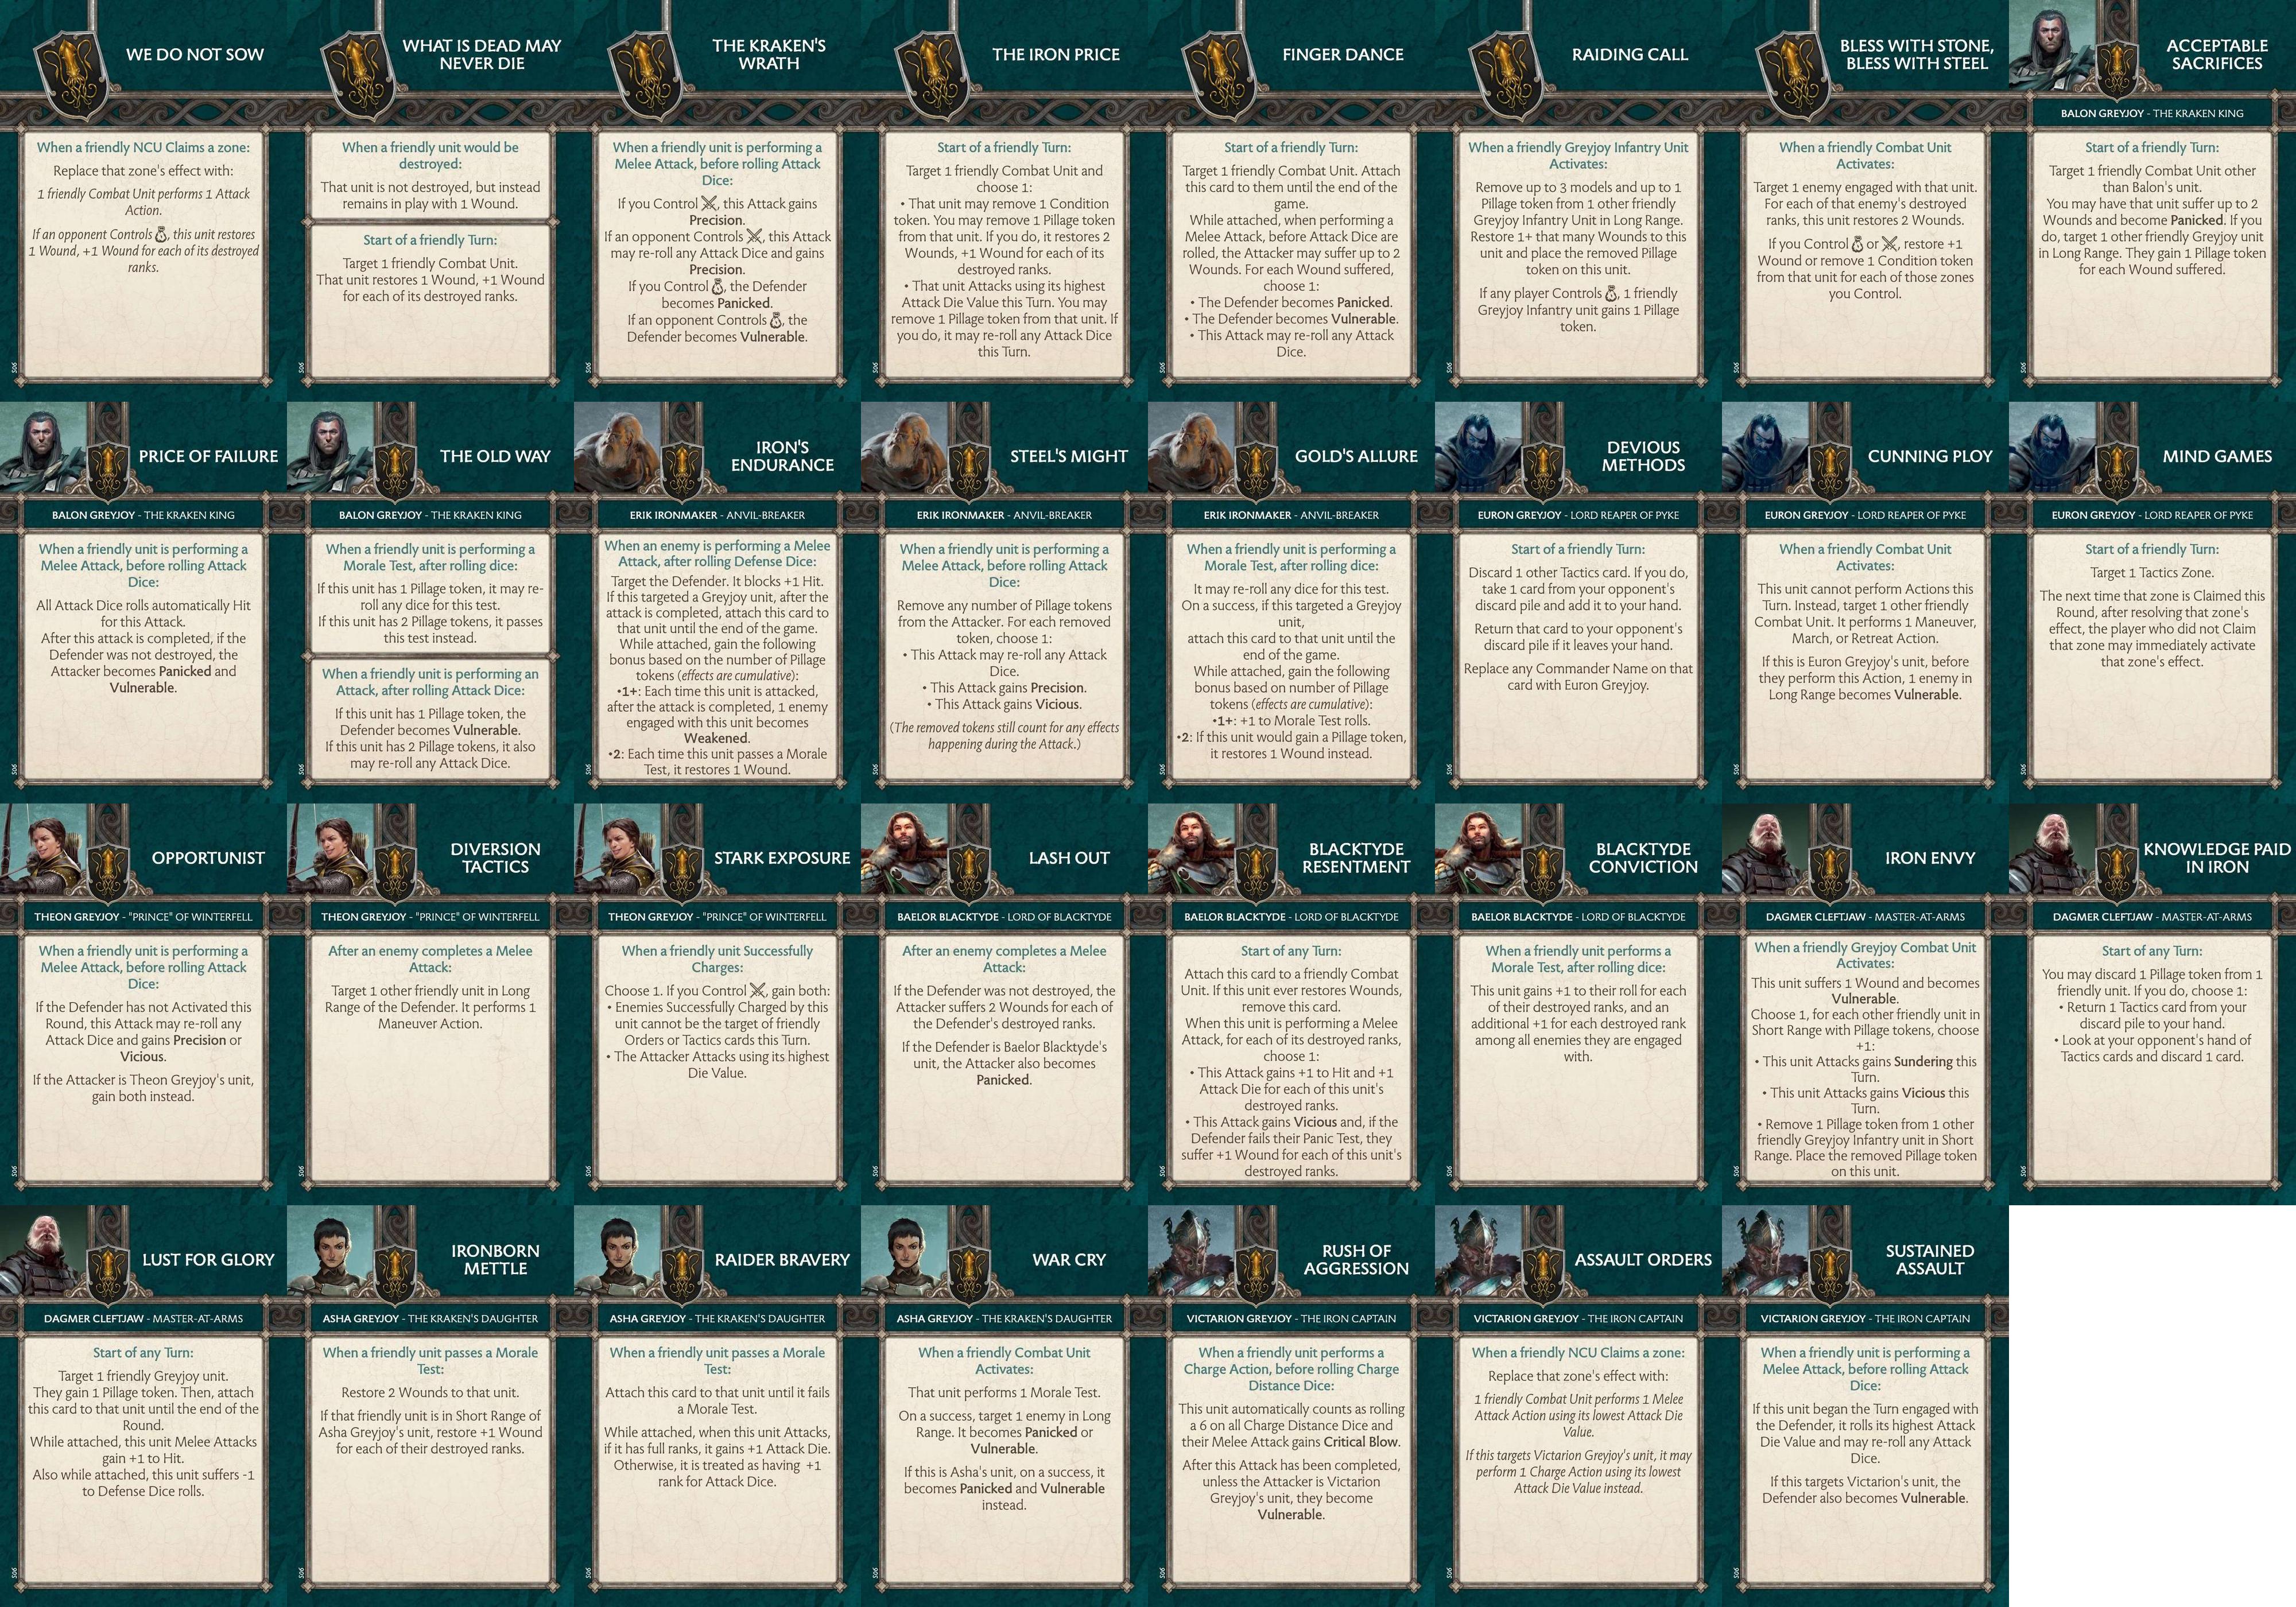 WE DO NOT SOW
When a friendly NCU Claims a zone:
Replace that zone's effect with:
1 friendly Combat Unit performs 1 Attack
Action.
If an opponent Controls , this unit restores
1 Wound, +1 Wound for each of its destroyed
ranks.
S06
WHAT IS DEAD MAY
NEVER DIE
When a friendly unit would be
destroyed:
That unit is not destroyed, but instead
remains in play with 1 Wound.
Start of a friendly Turn:
Target 1 friendly Combat Unit.
That unit restores 1 Wound, +1 Wound
for each of its destroyed ranks.
S06
THE KRAKEN'S
WRATH
When a friendly unit is performing a
Melee Attack, before rolling Attack
Dice:
If you Control , this Attack gains
Precision.
If an opponent Controls , this Attack
may re-roll any Attack Dice and gains
Precision.
If you Control , the Defender
becomes Panicked.
If an opponent Controls , the
Defender becomes Vulnerable.
S06
THE IRON PRICE
Start of a friendly Turn:
Target 1 friendly Combat Unit and
choose 1:
• That unit may remove 1 Condition
token. You may remove 1 Pillage token
from that unit. If you do, it restores 2
Wounds, +1 Wound for each of its
destroyed ranks.
• That unit Attacks using its highest
Attack Die Value this Turn. You may
remove 1 Pillage token from that unit. If
you do, it may re-roll any Attack Dice
this Turn.
S06
FINGER DANCE
Start of a friendly Turn:
Target 1 friendly Combat Unit. Attach
this card to them until the end of the
game.
While attached, when performing a
Melee Attack, before Attack Dice are
rolled, the Attacker may suffer up to 2
Wounds. For each Wound suffered,
choose 1:
• The Defender becomes Panicked.
• The Defender becomes Vulnerable.
• This Attack may re-roll any Attack
Dice.
S06
RAIDING CALL
When a friendly Greyjoy Infantry Unit
Activates:
Remove up to 3 models and up to 1
Pillage token from 1 other friendly
Greyjoy Infantry Unit in Long Range.
Restore 1+ that many Wounds to this
unit and place the removed Pillage
token on this unit.
If any player Controls , 1 friendly
Greyjoy Infantry unit gains 1 Pillage
token.
S06
BLESS WITH STONE,
BLESS WITH STEEL
When a friendly Combat Unit
Activates:
Target 1 enemy engaged with that unit.
For each of that enemy's destroyed
ranks, this unit restores 2 Wounds.
If you Control or , restore +1
Wound or remove 1 Condition token
from that unit for each of those zones
you Control.
S06
ACCEPTABLE
SACRIFICES
BALON GREYJOY - THE KRAKEN KING
Start of a friendly Turn:
Target 1 friendly Combat Unit other
than Balon's unit.
You may have that unit suffer up to 2
Wounds and become Panicked. If you
do, target 1 other friendly Greyjoy unit
in Long Range. They gain 1 Pillage token
for each Wound suffered.
S06
PRICE OF FAILURE
BALON GREYJOY - THE KRAKEN KING
When a friendly unit is performing a
Melee Attack, before rolling Attack
Dice:
All Attack Dice rolls automatically Hit
for this Attack.
After this attack is completed, if the
Defender was not destroyed, the
Attacker becomes Panicked and
Vulnerable.
S06
THE OLD WAY
BALON GREYJOY - THE KRAKEN KING
When a friendly unit is performing a
Morale Test, after rolling dice:
If this unit has 1 Pillage token, it may re-
roll any dice for this test.
If this unit has 2 Pillage tokens, it passes
this test instead.
When a friendly unit is performing an
Attack, after rolling Attack Dice:
If this unit has 1 Pillage token, the
Defender becomes Vulnerable.
If this unit has 2 Pillage tokens, it also
may re-roll any Attack Dice.
S06
IRON'S
ENDURANCE
ERIK IRONMAKER - ANVIL-BREAKER
When an enemy is performing a Melee
Attack, after rolling Defense Dice:
Target the Defender. It blocks +1 Hit.
If this targeted a Greyjoy unit, after the
attack is completed, attach this card to
that unit until the end of the game.
While attached, gain the following
bonus based on the number of Pillage
tokens (effects are cumulative):
•1+: Each time this unit is attacked,
after the attack is completed, 1 enemy
engaged with this unit becomes
Weakened.
•2: Each time this unit passes a Morale
Test, it restores 1 Wound.
S06
STEEL'S MIGHT
ERIK IRONMAKER - ANVIL-BREAKER
When a friendly unit is performing a
Melee Attack, before rolling Attack
Dice:
Remove any number of Pillage tokens
from the Attacker. For each removed
token, choose 1:
• This Attack may re-roll any Attack
Dice.
• This Attack gains Precision.
• This Attack gains Vicious.
(The removed tokens still count for any effects
happening during the Attack.)
S06
GOLD'S ALLURE
ERIK IRONMAKER - ANVIL-BREAKER
When a friendly unit is performing a
Morale Test, after rolling dice:
It may re-roll any dice for this test.
On a success, if this targeted a Greyjoy
unit,
attach this card to that unit until the
end of the game.
While attached, gain the following
bonus based on number of Pillage
tokens (effects are cumulative):
•1+: +1 to Morale Test rolls.
•2: If this unit would gain a Pillage token,
it restores 1 Wound instead.
S06
DEVIOUS
METHODS
EURON GREYJOY - LORD REAPER OF PYKE
Start of a friendly Turn:
Discard 1 other Tactics card. If you do,
take 1 card from your opponent's
discard pile and add it to your hand.
Return that card to your opponent's
discard pile if it leaves your hand.
Replace any Commander Name on that
card with Euron Greyjoy.
S06
CUNNING PLOY
EURON GREYJOY - LORD REAPER OF PYKE
When a friendly Combat Unit
Activates:
This unit cannot perform Actions this
Turn. Instead, target 1 other friendly
Combat Unit. It performs 1 Maneuver,
March, or Retreat Action.
If this is Euron Greyjoy's unit, before
they perform this Action, 1 enemy in
Long Range becomes Vulnerable.
S06
MIND GAMES
EURON GREYJOY - LORD REAPER OF PYKE
Start of a friendly Turn:
Target 1 Tactics Zone.
The next time that zone is Claimed this
Round, after resolving that zone's
effect, the player who did not Claim
that zone may immediately activate
that zone's effect.
S06
OPPORTUNIST
THEON GREYJOY - "PRINCE" OF WINTERFELL
When a friendly unit is performing a
Melee Attack, before rolling Attack
Dice:
If the Defender has not Activated this
Round, this Attack may re-roll any
Attack Dice and gains Precision or
Vicious.
If the Attacker is Theon Greyjoy's unit,
gain both instead.
S06
DIVERSION
TACTICS
THEON GREYJOY - "PRINCE" OF WINTERFELL
After an enemy completes a Melee
Attack:
Target 1 other friendly unit in Long
Range of the Defender. It performs 1
Maneuver Action.
S06
STARK EXPOSURE
THEON GREYJOY - "PRINCE" OF WINTERFELL
When a friendly unit Successfully
Charges:
Choose 1. If you Control , gain both:
• Enemies Successfully Charged by this
unit cannot be the target of friendly
Orders or Tactics cards this Turn.
• The Attacker Attacks using its highest
Die Value.
S06
LASH OUT
BAELOR BLACKTYDE - LORD OF BLACKTYDE
After an enemy completes a Melee
Attack:
If the Defender was not destroyed, the
Attacker suffers 2 Wounds for each of
the Defender's destroyed ranks.
If the Defender is Baelor Blacktyde's
unit, the Attacker also becomes
Panicked.
S06
BLACKTYDE
RESENTMENT
BAELOR BLACKTYDE - LORD OF BLACKTYDE
Start of any Turn:
Attach this card to a friendly Combat
Unit. If this unit ever restores Wounds,
remove this card.
When this unit is performing a Melee
Attack, for each of its destroyed ranks,
choose 1:
• This Attack gains +1 to Hit and +1
Attack Die for each of this unit's
destroyed ranks.
• This Attack gains Vicious and, if the
Defender fails their Panic Test, they
suffer +1 Wound for each of this unit's
destroyed ranks.
S06
BLACKTYDE
CONVICTION
BAELOR BLACKTYDE - LORD OF BLACKTYDE
When a friendly unit performs a
Morale Test, after rolling dice:
This unit gains +1 to their roll for each
of their destroyed ranks, and an
additional +1 for each destroyed rank
among all enemies they are engaged
with.
S06
IRON ENVY
DAGMER CLEFTJAW - MASTER-AT-ARMS
When a friendly Greyjoy Combat Unit
Activates:
This unit suffers 1 Wound and becomes
Vulnerable.
Choose 1, for each other friendly unit in
Short Range with Pillage tokens, choose
+1:
• This unit Attacks gains Sundering this
Turn.
• This unit Attacks gains Vicious this
Turn.
• Remove 1 Pillage token from 1 other
friendly Greyjoy Infantry unit in Short
Range. Place the removed Pillage token
on this unit.
S06
KNOWLEDGE PAID
IN IRON
DAGMER CLEFTJAW - MASTER-AT-ARMS
Start of any Turn:
You may discard 1 Pillage token from 1
friendly unit. If you do, choose 1:
• Return 1 Tactics card from your
discard pile to your hand.
• Look at your opponent's hand of
Tactics cards and discard 1 card.
S06
LUST FOR GLORY
DAGMER CLEFTJAW - MASTER-AT-ARMS
Start of any Turn:
Target 1 friendly Greyjoy unit.
They gain 1 Pillage token. Then, attach
this card to that unit until the end of the
Round.
While attached, this unit Melee Attacks
gain +1 to Hit.
Also while attached, this unit suffers -1
to Defense Dice rolls.
S06
IRONBORN
METTLE
ASHA GREYJOY - THE KRAKEN'S DAUGHTER
When a friendly unit passes a Morale
Test:
Restore 2 Wounds to that unit.
If that friendly unit is in Short Range of
Asha Greyjoy's unit, restore +1 Wound
for each of their destroyed ranks.
S06
RAIDER BRAVERY
ASHA GREYJOY - THE KRAKEN'S DAUGHTER
When a friendly unit passes a Morale
Test:
Attach this card to that unit until it fails
a Morale Test.
While attached, when this unit Attacks,
if it has full ranks, it gains +1 Attack Die.
Otherwise, it is treated as having +1
rank for Attack Dice.
S06
WAR CRY
ASHA GREYJOY - THE KRAKEN'S DAUGHTER
When a friendly Combat Unit
Activates:
That unit performs 1 Morale Test.
On a success, target 1 enemy in Long
Range. It becomes Panicked or
Vulnerable.
If this is Asha's unit, on a success, it
becomes Panicked and Vulnerable
instead.
S06
RUSH OF
AGGRESSION
VICTARION GREYJOY - THE IRON CAPTAIN
When a friendly unit performs a
Charge Action, before rolling Charge
Distance Dice:
This unit automatically counts as rolling
a 6 on all Charge Distance Dice and
their Melee Attack gains Critical Blow.
After this Attack has been completed,
unless the Attacker is Victarion
Greyjoy's unit, they become
Vulnerable.
S06
ASSAULT ORDERS
VICTARION GREYJOY - THE IRON CAPTAIN
When a friendly NCU Claims a zone:
Replace that zone's effect with:
1 friendly Combat Unit performs 1 Melee
Attack Action using its lowest Attack Die
Value.
If this targets Victarion Greyjoy's unit, it may
perform 1 Charge Action using its lowest
Attack Die Value instead.
S06
SUSTAINED
ASSAULT
VICTARION GREYJOY - THE IRON CAPTAIN
When a friendly unit is performing a
Melee Attack, before rolling Attack
Dice:
If this unit began the Turn engaged with
the Defender, it rolls its highest Attack
Die Value and may re-roll any Attack
Dice.
If this targets Victarion's unit, the
Defender also becomes Vulnerable.
S06